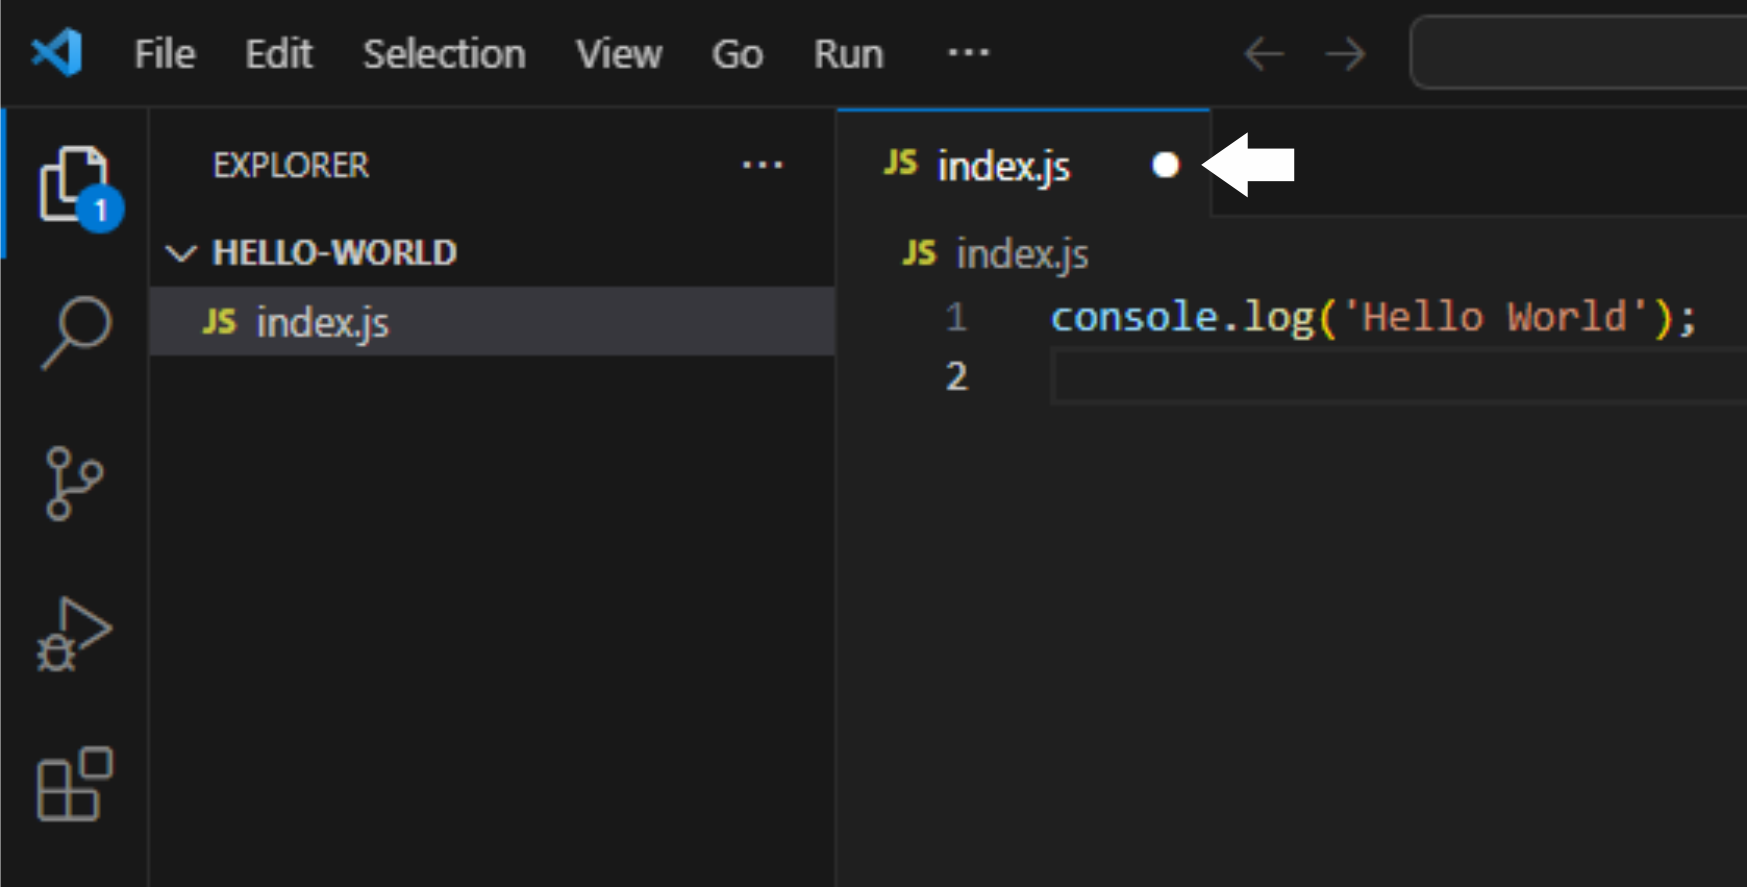 File Edit Selection View Go Run ...
EXPLORER ...
1
HELLO-WORLD
JS index.js
JS index.js
JS index.js
1 console.log('Hello World');
2